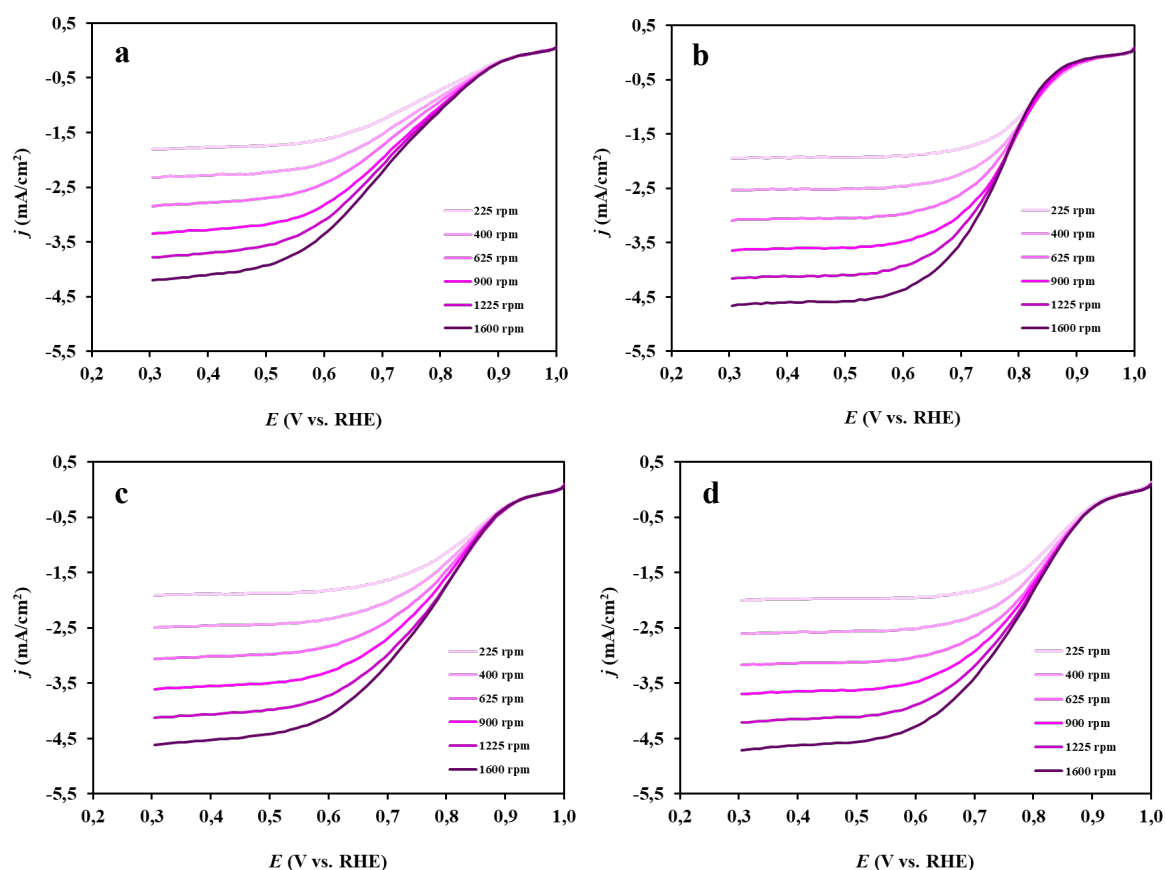 a
0,5
-0,5
-1,5
-2,5
-3,5
-4,5
-5,5
j (mA/cm²)
225 rpm
400 rpm
625 rpm
900 rpm
1225 rpm
1600 rpm
0,2 0,3 0,4 0,5 0,6 0,7 0,8 0,9 1,0
E (V vs. RHE)
b
0,5
-0,5
-1,5
-2,5
-3,5
-4,5
-5,5
j (mA/cm²)
225 rpm
400 rpm
625 rpm
900 rpm
1225 rpm
1600 rpm
0,2 0,3 0,4 0,5 0,6 0,7 0,8 0,9 1,0
E (V vs. RHE)
c
0,5
-0,5
-1,5
-2,5
-3,5
-4,5
-5,5
j (mA/cm²)
225 rpm
400 rpm
625 rpm
900 rpm
1225 rpm
1600 rpm
0,2 0,3 0,4 0,5 0,6 0,7 0,8 0,9 1,0
E (V vs. RHE)
d
0,5
-0,5
-1,5
-2,5
-3,5
-4,5
-5,5
j (mA/cm²)
225 rpm
400 rpm
625 rpm
900 rpm
1225 rpm
1600 rpm
0,2 0,3 0,4 0,5 0,6 0,7 0,8 0,9 1,0
E (V vs. RHE)